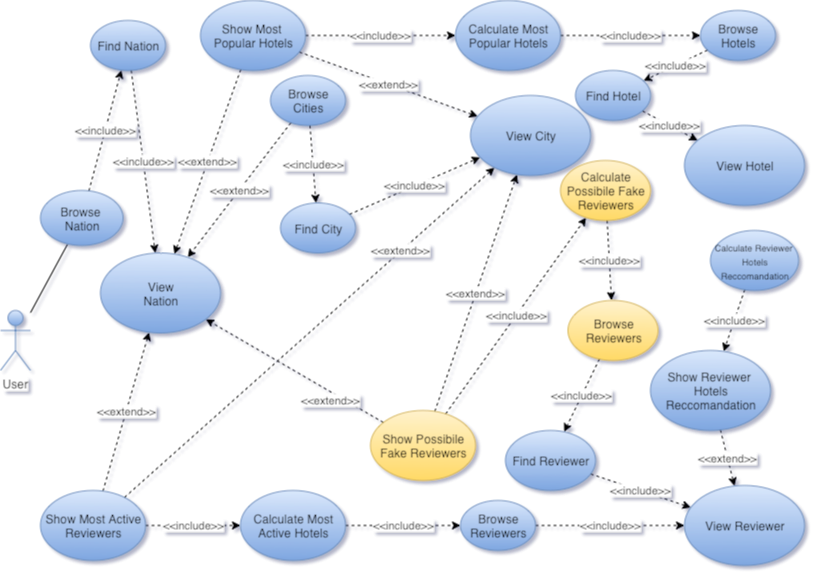 Show Most
Popular Hotels
<<include>>
Calculate Most
Popular Hotels
<<include>>
Browse
Hotels
Find Nation
<<include>>
<<extend>>
Find Hotel
Browse
Cities
<<include>>
View City
<<include>>
<<include>>
<<extend>>
<<include>>
View Hotel
<<extend>>
<<include>>
Calculate
Possibile Fake
Reviewers
Browse
Nation
Find City
<<extend>>
<<include>>
Calculate Reviewer
Hotels
Reccomandation
View
Nation
<<extend>>
<<include>>
<<include>>
Browse
Reviewers
User
<<extend>>
<<extend>>
<<include>>
Show Reviewer
Hotels
Reccomandation
Show Possibile
Fake Reviewers
Find Reviewer
<<extend>>
<<include>>
Show Most Active
Reviewers
<<include>>
Calculate Most
Active Hotels
<<include>>
Browse
Reviewers
<<include>>
View Reviewer